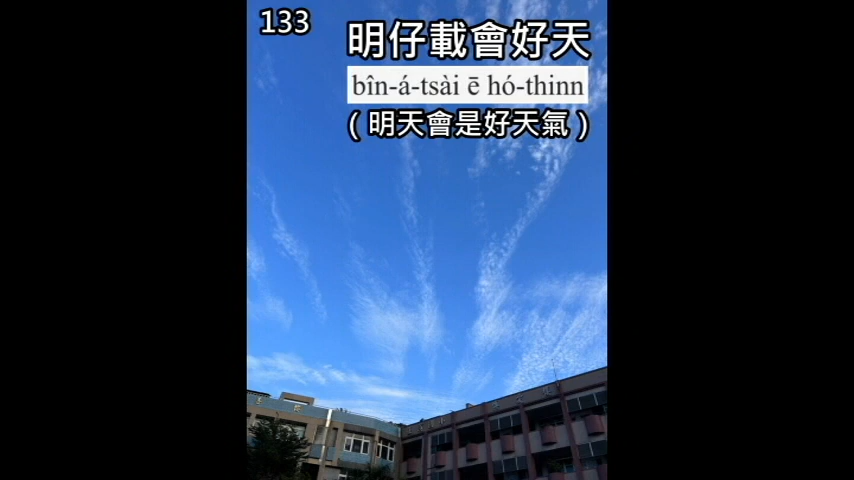 133
明仔載會好天
bîn-á-tsài ē hó-thinn
( 明天會是好天氣 )